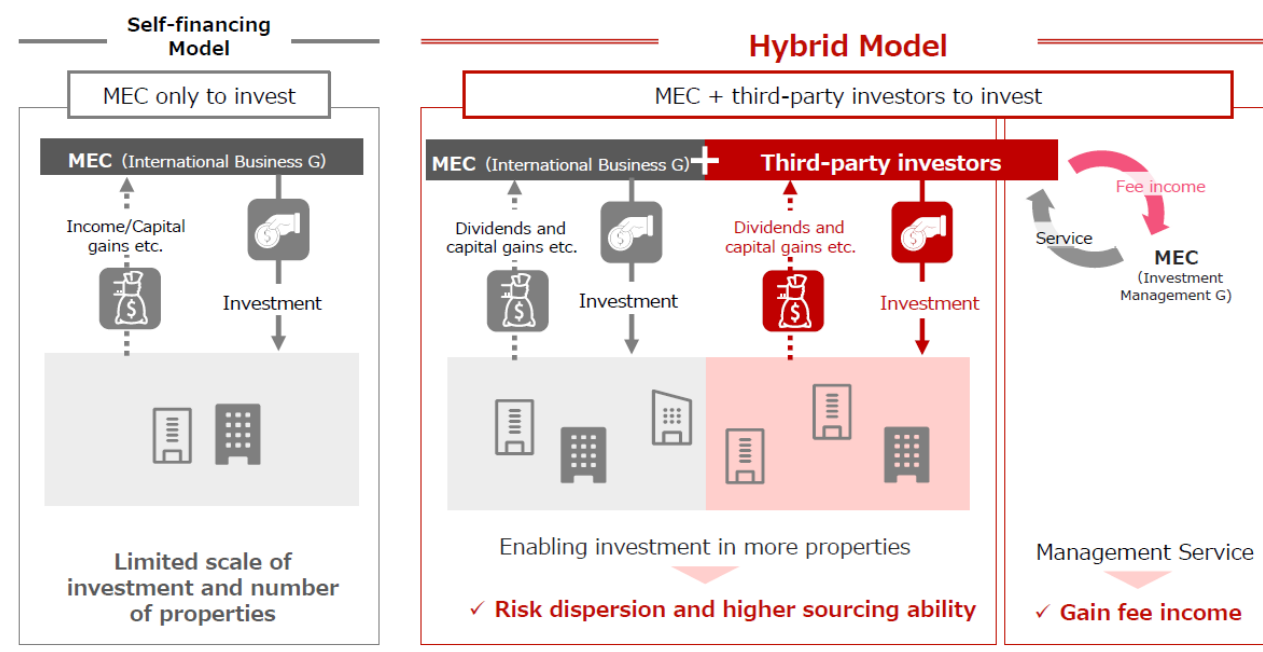 Self-financing
Model
MEC only to invest
MEC (International Business G)
Income/Capital
gains etc.
Investment
$
Limited scale of
investment and number
of properties
Hybrid Model
MEC + third-party investors to invest
MEC (International Business G)
+
Third-party investors
Dividends and
capital gains etc.
Investment
$
Dividends and
capital gains etc.
Investment
$
Enabling investment in more properties
✓ Risk dispersion and higher sourcing ability
Fee income
Service
MEC
(Investment
Management G)
Management Service
✓ Gain fee income